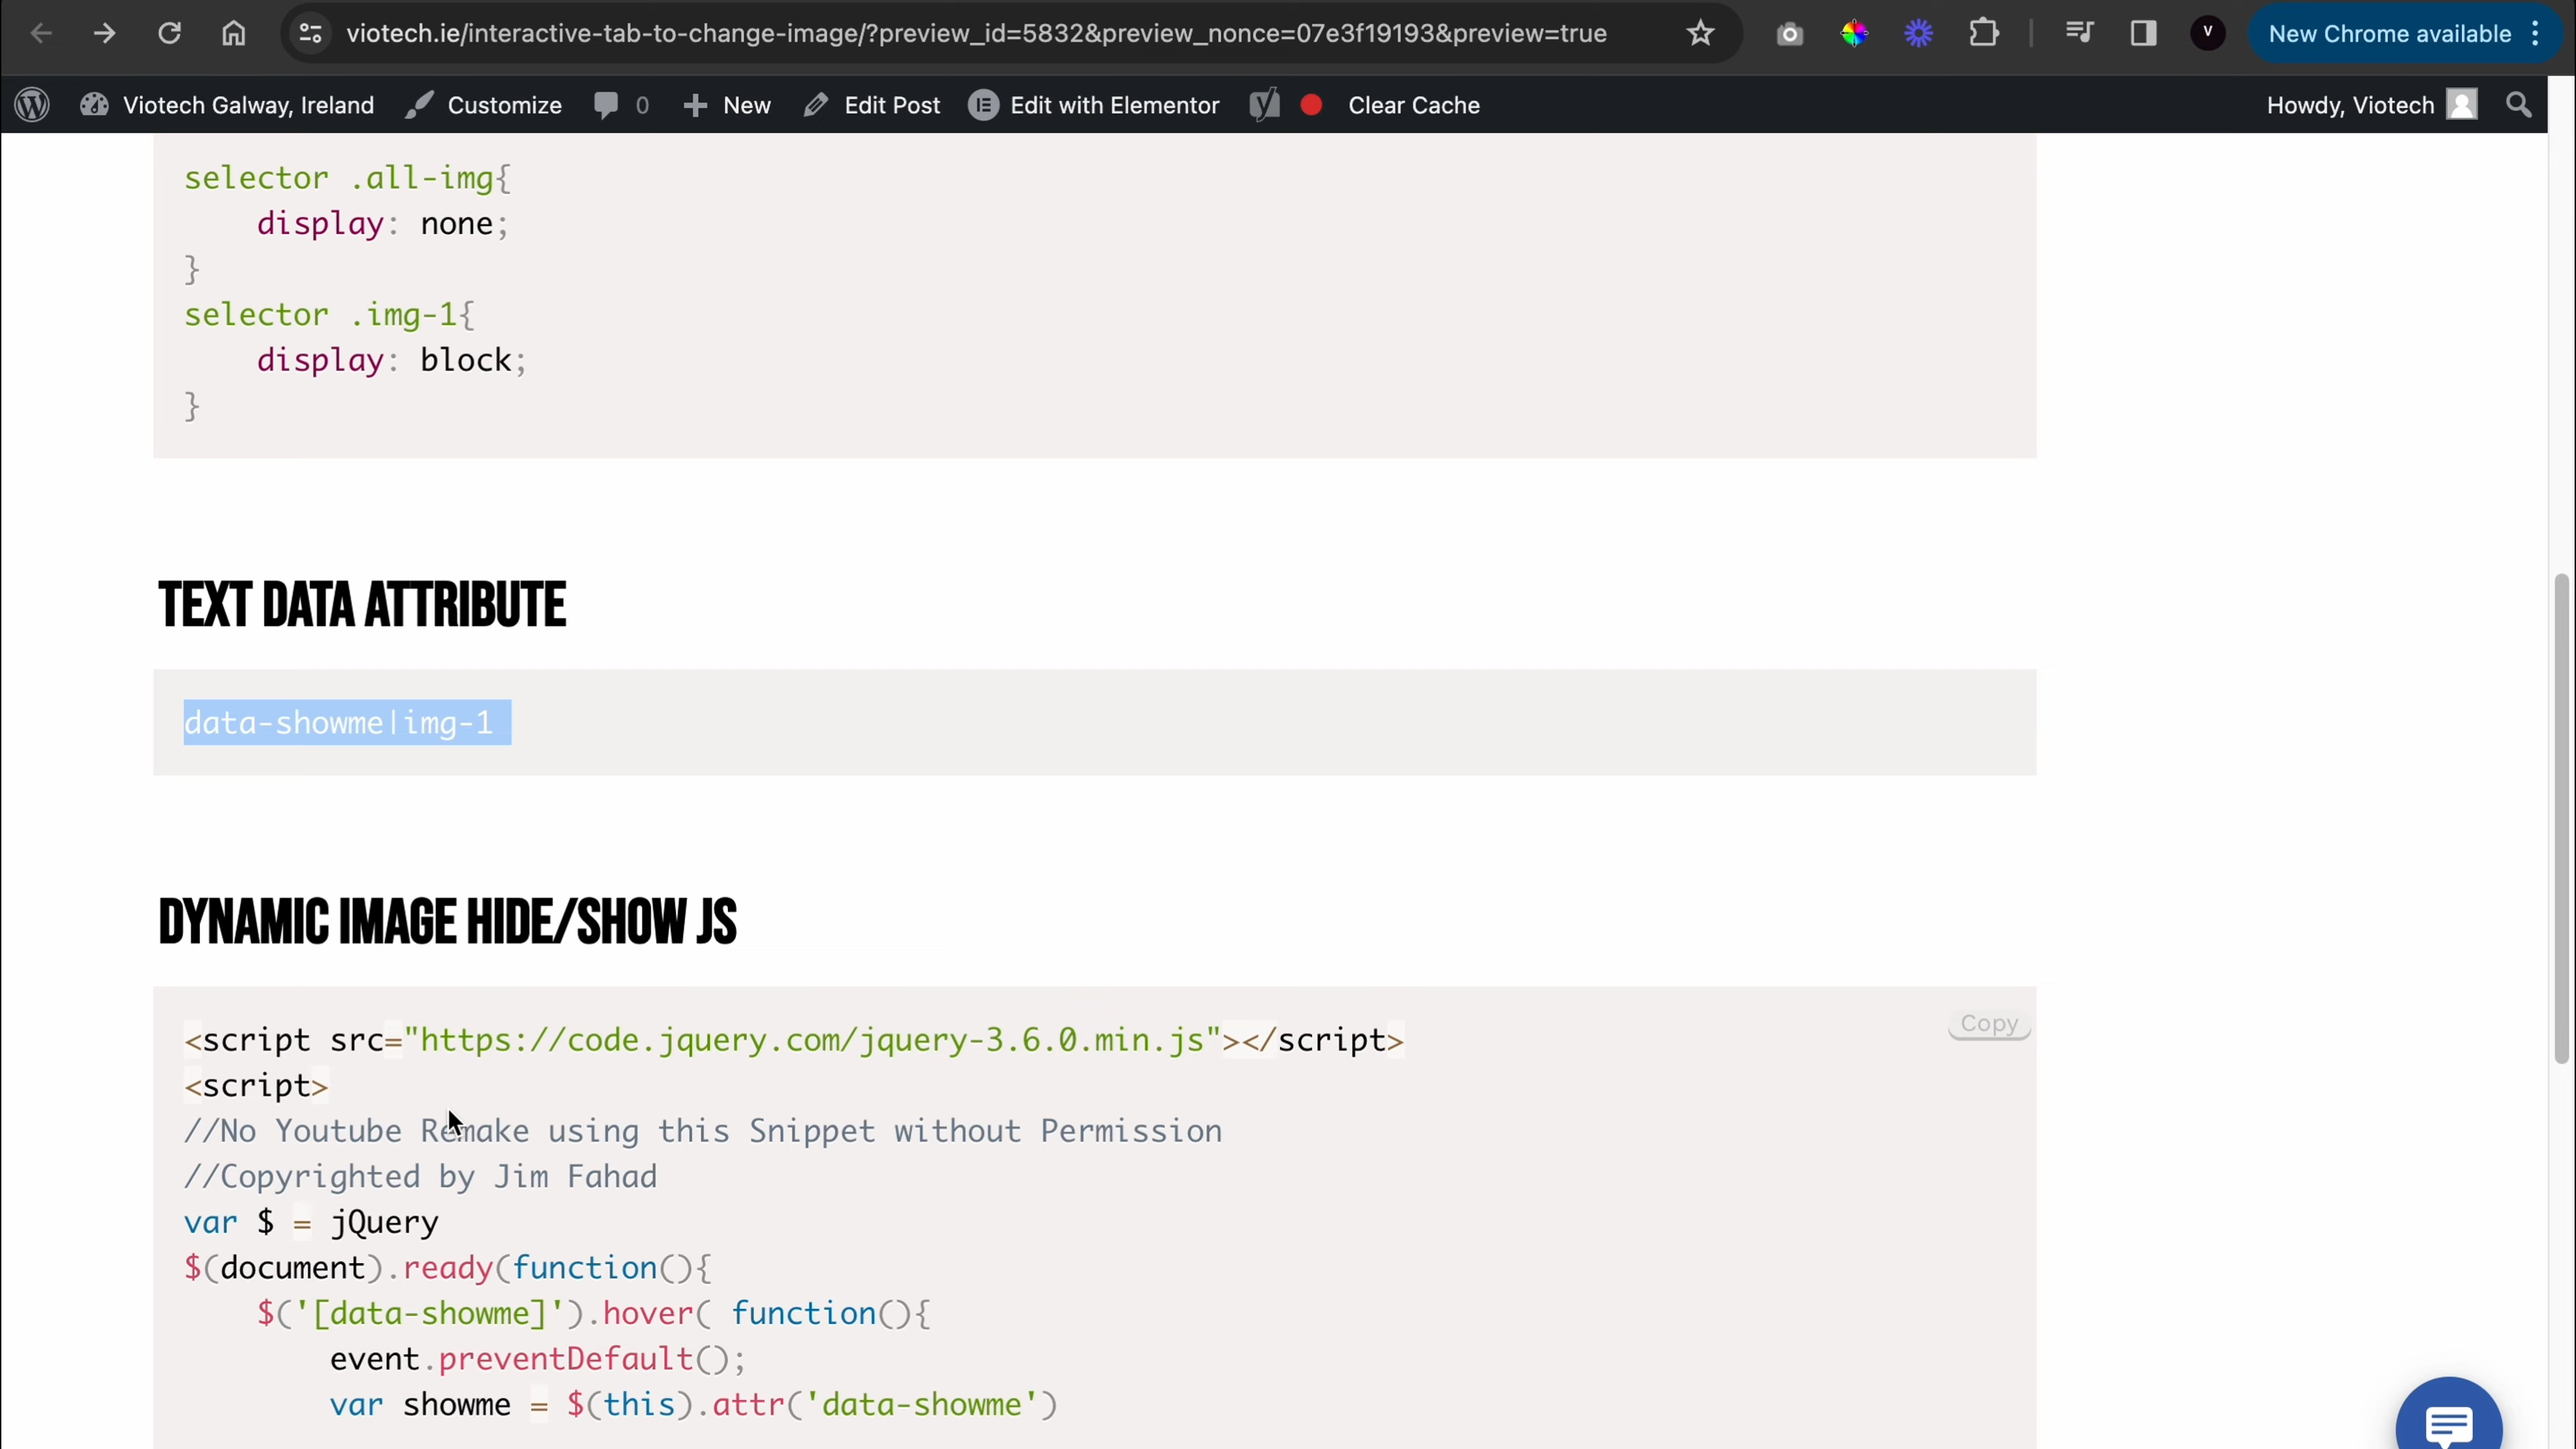 viotech.ie/interactive-tab-to-change-image/?preview_id=5832&preview_nonce=07e3f19193&preview=true
V
New Chrome available
Viotech Galway, Ireland
Customize
0
New
Edit Post
Edit with Elementor
Clear Cache
Howdy, Viotech
selector .all-img{
display: none;
}
selector .img-1{
display: block;
}
TEXT DATA ATTRIBUTE
data-showme|img-1
DYNAMIC IMAGE HIDE/SHOW JS
Copy
<script src="https://code.jquery.com/jquery-3.6.0.min.js"></script>
<script>
//No Youtube Remake using this Snippet without Permission
//Copyrighted by Jim Fahad
var $ = jQuery
$(document).ready(function(){
$('[data-showme]').hover( function(){
event.preventDefault();
var showme = $(this).attr('data-showme')